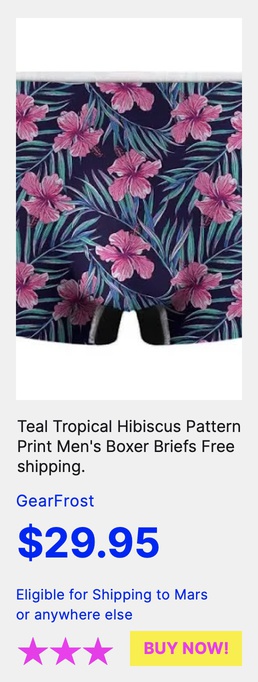 Teal Tropical Hibiscus Pattern
Print Men's Boxer Briefs Free
shipping.
GearFrost
$29.95
Eligible for Shipping to Mars
or anywhere else
BUY NOW!